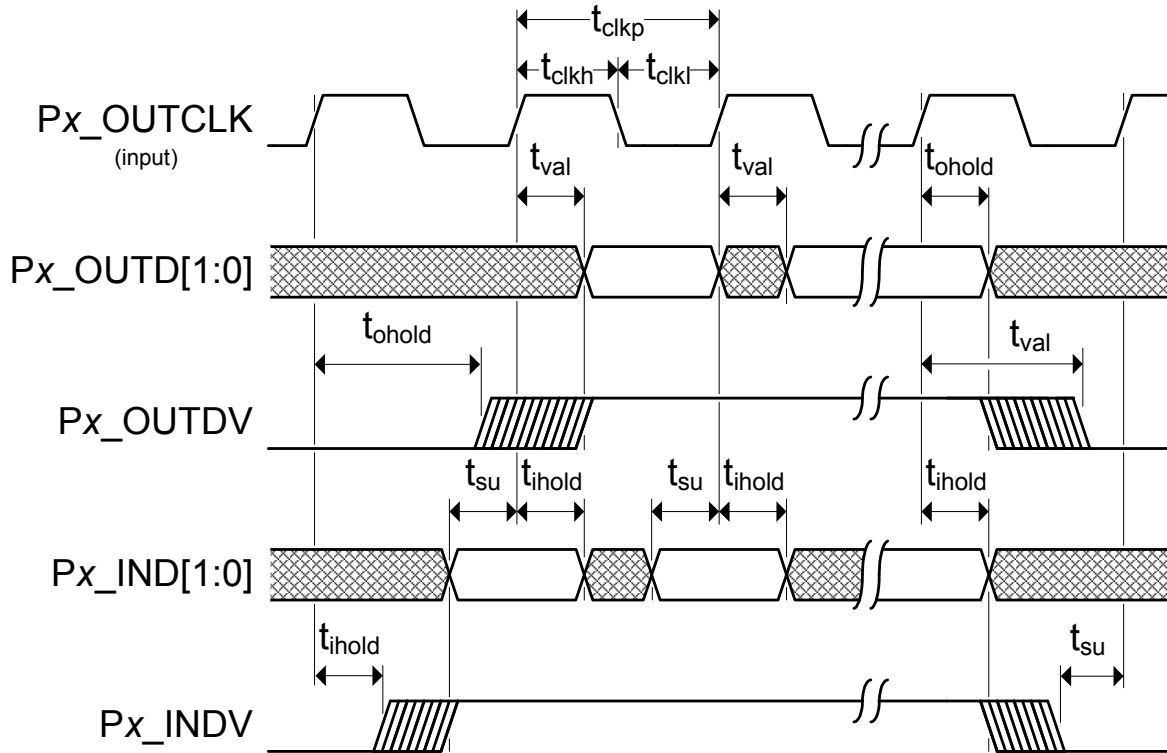 tclkp
tclkh tclkl
Px_OUTCLK
(input)
tval tval tohold
Px_OUTD[1:0]
tohold tval
Px_OUTDV
tsu tihold tsu tihold tihold
Px_IND[1:0]
tihold tsu
Px_INDV